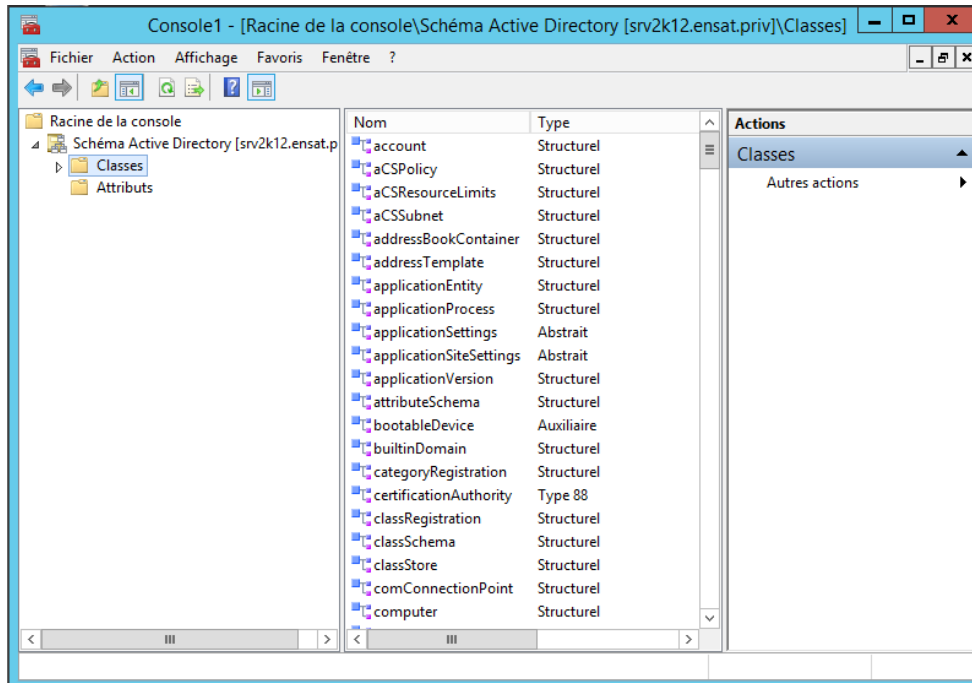 Console1 - [Racine de la console\Schéma Active Directory [srv2k12.ensat.priv]\Classes]
Fichier Action Affichage Favoris Fenêtre ?
Racine de la console
Schéma Active Directory [srv2k12.ensat.p
Classes
Attributs
Nom Type
account Structurel
aCSPolicy Structurel
aCSResourceLimits Structurel
aCSSubnet Structurel
addressBookContainer Structurel
addressTemplate Structurel
applicationEntity Structurel
applicationProcess Structurel
applicationSettings Abstrait
applicationSiteSettings Abstrait
applicationVersion Structurel
attributeSchema Structurel
bootableDevice Auxiliaire
builtinDomain Structurel
categoryRegistration Structurel
certificationAuthority Type 88
classRegistration Structurel
classSchema Structurel
classStore Structurel
comConnectionPoint Structurel
computer Structurel
Actions
Classes
Autres actions